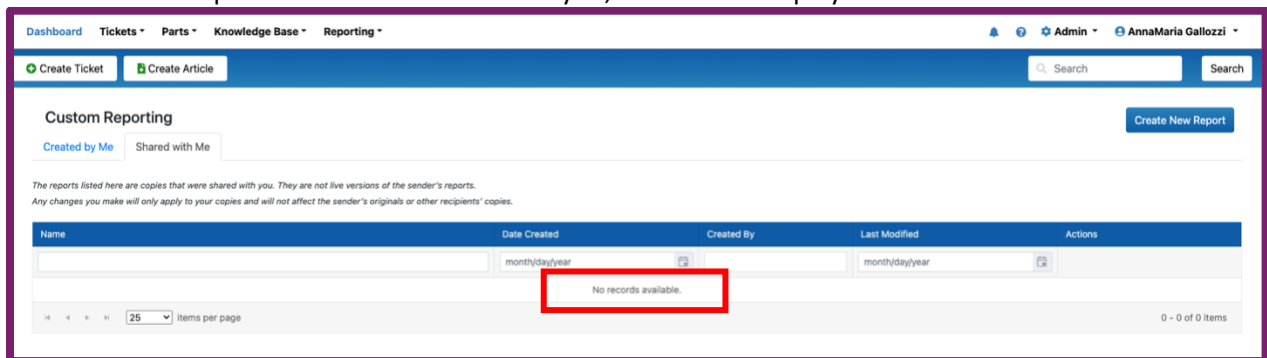 Dashboard Tickets Parts Knowledge Base Reporting Admin AnnaMaria Gallozzi
Create Ticket Create Article Search Search
Custom Reporting Create New Report
Created by Me Shared with Me
The reports listed here are copies that were shared with you. They are not live versions of the sender's reports.
Any changes you make will only apply to your copies and will not affect the sender's originals or other recipients' copies.
Name Date Created Created By Last Modified Actions
month/day/year month/day/year
No records available.
25 items per page 0 - 0 of 0 items